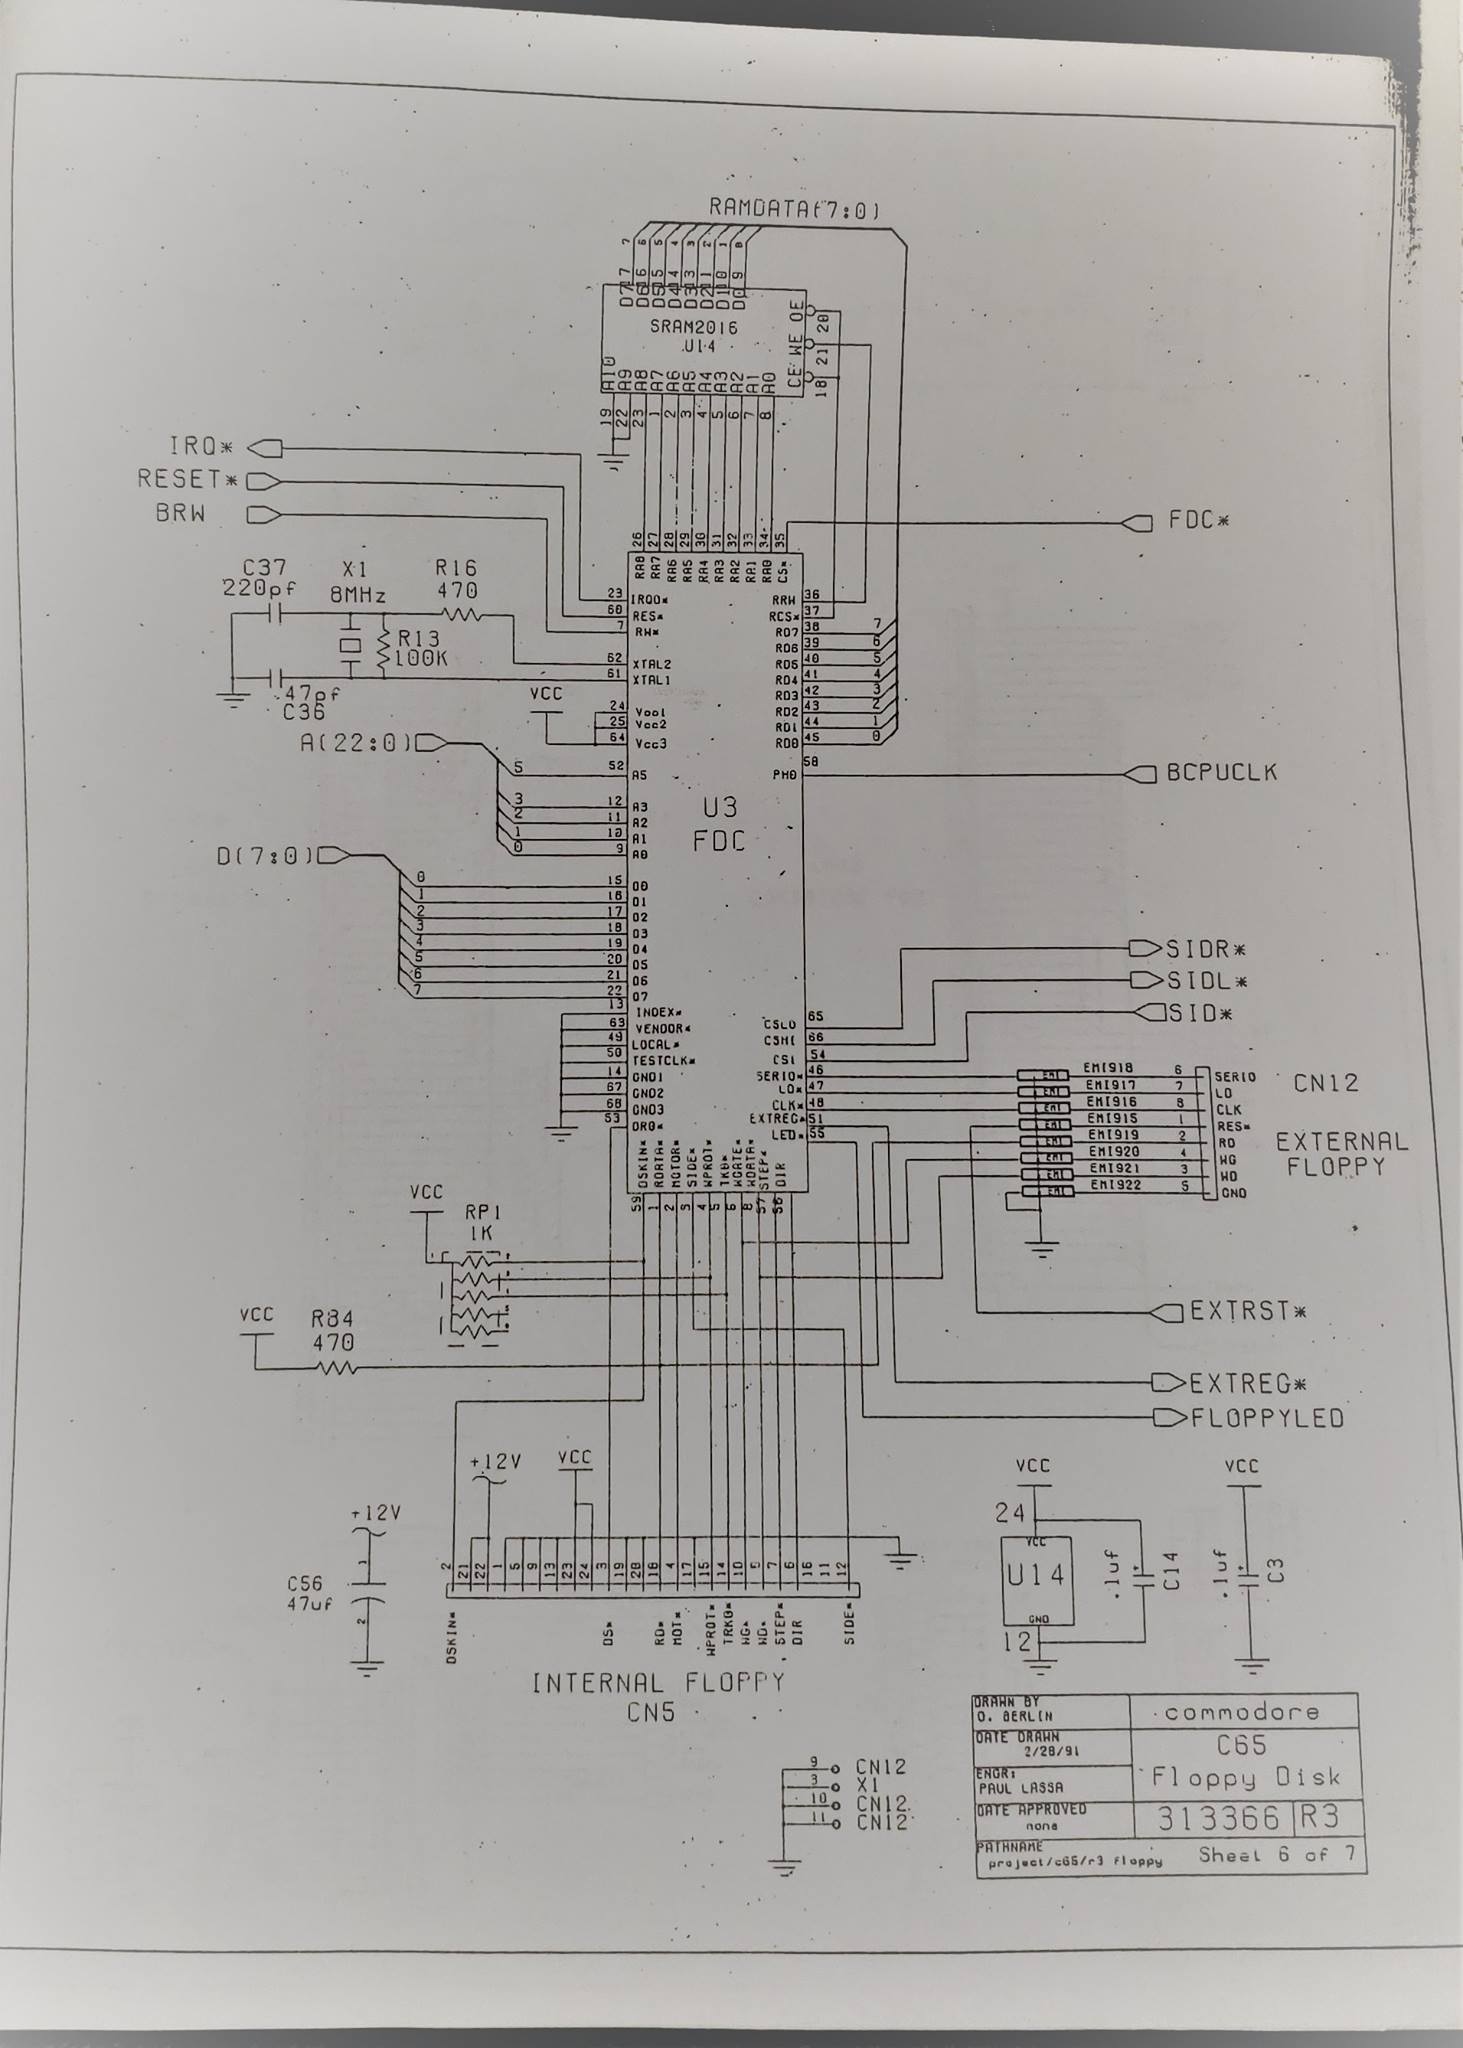 RAMDATA(7:0)
7 6 5 4 3 2 1 0
17 16 15 14 13 11 10 9
D7 D6 D5 D4 D3 D2 D1 D0
SRAM2016
U14
CE WE OE
18 21 20
A10 A9 A8 A7 A6 A5 A4 A3 A2 A1 A0
19 22 23 1 2 3 4 5 6 7 8
IRQ*
RESET*
BRW
FDC*
26 27 28 29 30 31 32 33 34 35
RA8 RA7 RA6 RA5 RA4 RA3 RA2 RA1 RA0 CS*
C37
220pf
X1
8MHz
R16
470
R13
100K
47pf
C36
23 IRQ0*
60 RES*
7 RW*
62 XTAL2
61 XTAL1
VCC
24 Vcc1
25 Vcc2
64 Vcc3
RRW 36
RCS* 37
RD7 38 7
RD6 39 6
RD5 40 5
RD4 41 4
RD3 42 3
RD2 43 2
RD1 44 1
RD0 45 0
A(22:0)
5 52 A5
3 12 A3
2 11 A2
1 10 A1
0 9 A0
PH0 58
BCPUCLK
U3
FDC
D(7:0)
0 15 D0
1 16 D1
2 17 D2
3 18 D3
4 19 D4
5 20 D5
6 21 D6
7 22 D7
13 INDEX*
63 VENDOR*
49 LOCAL*
50 TESTCLK*
14 GND1
67 GND2
68 GND3
53 DR0*
SIDR*
SIDL*
SID*
CSLO 65
CSHI 66
CS1 54
SERIO* 46
LD* 47
CLK* 48
EXTREG* 51
LED* 55
EMI EMI918 6 SERIO
EMI EMI917 7 LD
EMI EMI916 8 CLK
EMI EMI915 1 RES*
EMI EMI919 2 RD
EMI EMI920 4 WG
EMI EMI921 3 WD
EMI EMI922 5 GND
CN12
EXTERNAL
FLOPPY
DSKIN* RDATA* MOTOR* SIDE* WPROT* TK0* WGATE* WDATA* STEP* DIR
59 1 2 3 4 5 6 8 57 56
VCC
RP1
1K
VCC
R84
470
EXTRST*
EXTREG*
FLOPPYLED
+12V
VCC
+12V
1
C56
47uf
2
2 21 22 1 5 9 13 23 24 3 19 20 18 4 17 15 14 10 9 7 6 16 11 12
DSKIN* DS* RD* MOT* WPROT* TRK0* WG* WD* STEP* DIR SIDE*
INTERNAL FLOPPY
CN5
VCC
24
VCC
U14
GND
12
.1uf
C14
VCC
.1uf
C3
9 CN12
3 X1
10 CN12
11 CN12
DRAWN BY
D. BERLIN
commodore
DATE DRAWN
2/28/91
C65
Floppy Disk
ENGR:
PAUL LASSA
DATE APPROVED
none
313366 R3
PATHNAME
project/c65/r3 floppy
Sheet 6 of 7